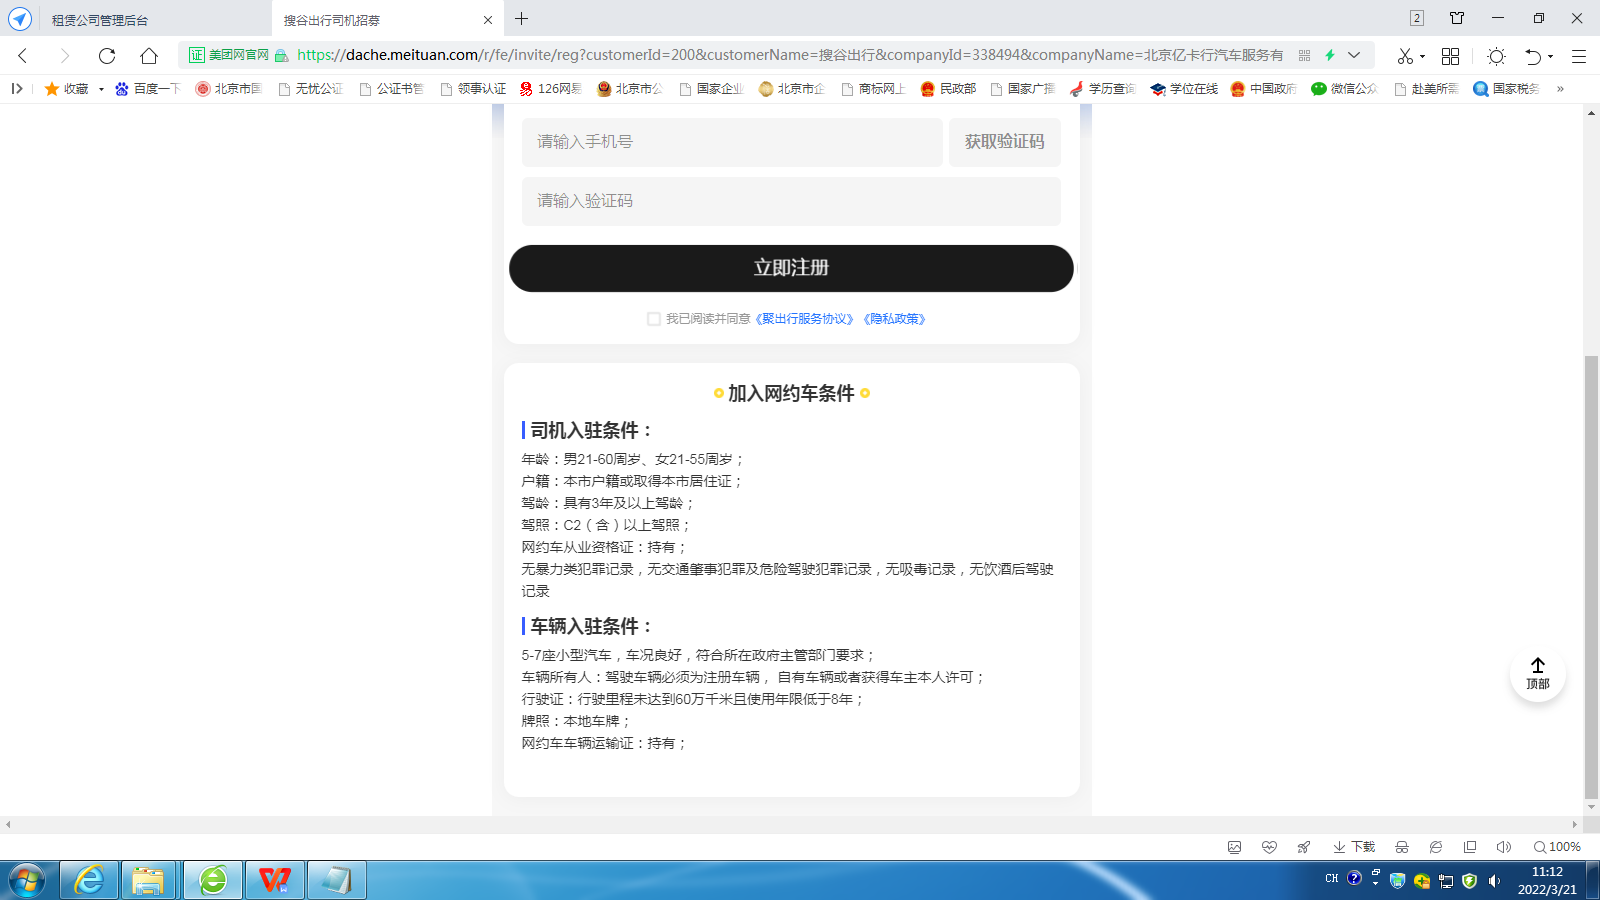 租赁公司管理后台
搜谷出行司机招募
2
证 美团网官网 https://dache.meituan.com/r/fe/invite/reg?customerId=200&customerName=搜谷出行&companyId=338494&companyName=北京亿卡行汽车服务有
收藏 百度一下 北京市国 无忧公证 公证书管 领事认证 126网易 北京市公 国家企业 北京市企 商标网上 民政部 国家广播 学历查询 学位在线 中国政府 微信公众 赴美所需 国家税务 »
请输入手机号 获取验证码
请输入验证码
立即注册
我已阅读并同意《聚出行服务协议》《隐私政策》
加入网约车条件
司机入驻条件：
年龄：男21-60周岁、女21-55周岁；
户籍：本市户籍或取得本市居住证；
驾龄：具有3年及以上驾龄；
驾照：C2（含）以上驾照；
网约车从业资格证：持有；
无暴力类犯罪记录，无交通肇事犯罪及危险驾驶犯罪记录，无吸毒记录，无饮酒后驾驶
记录
车辆入驻条件：
5-7座小型汽车，车况良好，符合所在政府主管部门要求；
车辆所有人：驾驶车辆必须为注册车辆， 自有车辆或者获得车主本人许可；
行驶证：行驶里程未达到60万千米且使用年限低于8年；
牌照：本地车牌；
网约车车辆运输证：持有；
顶部
下载 100%
CH 11:12
2022/3/21